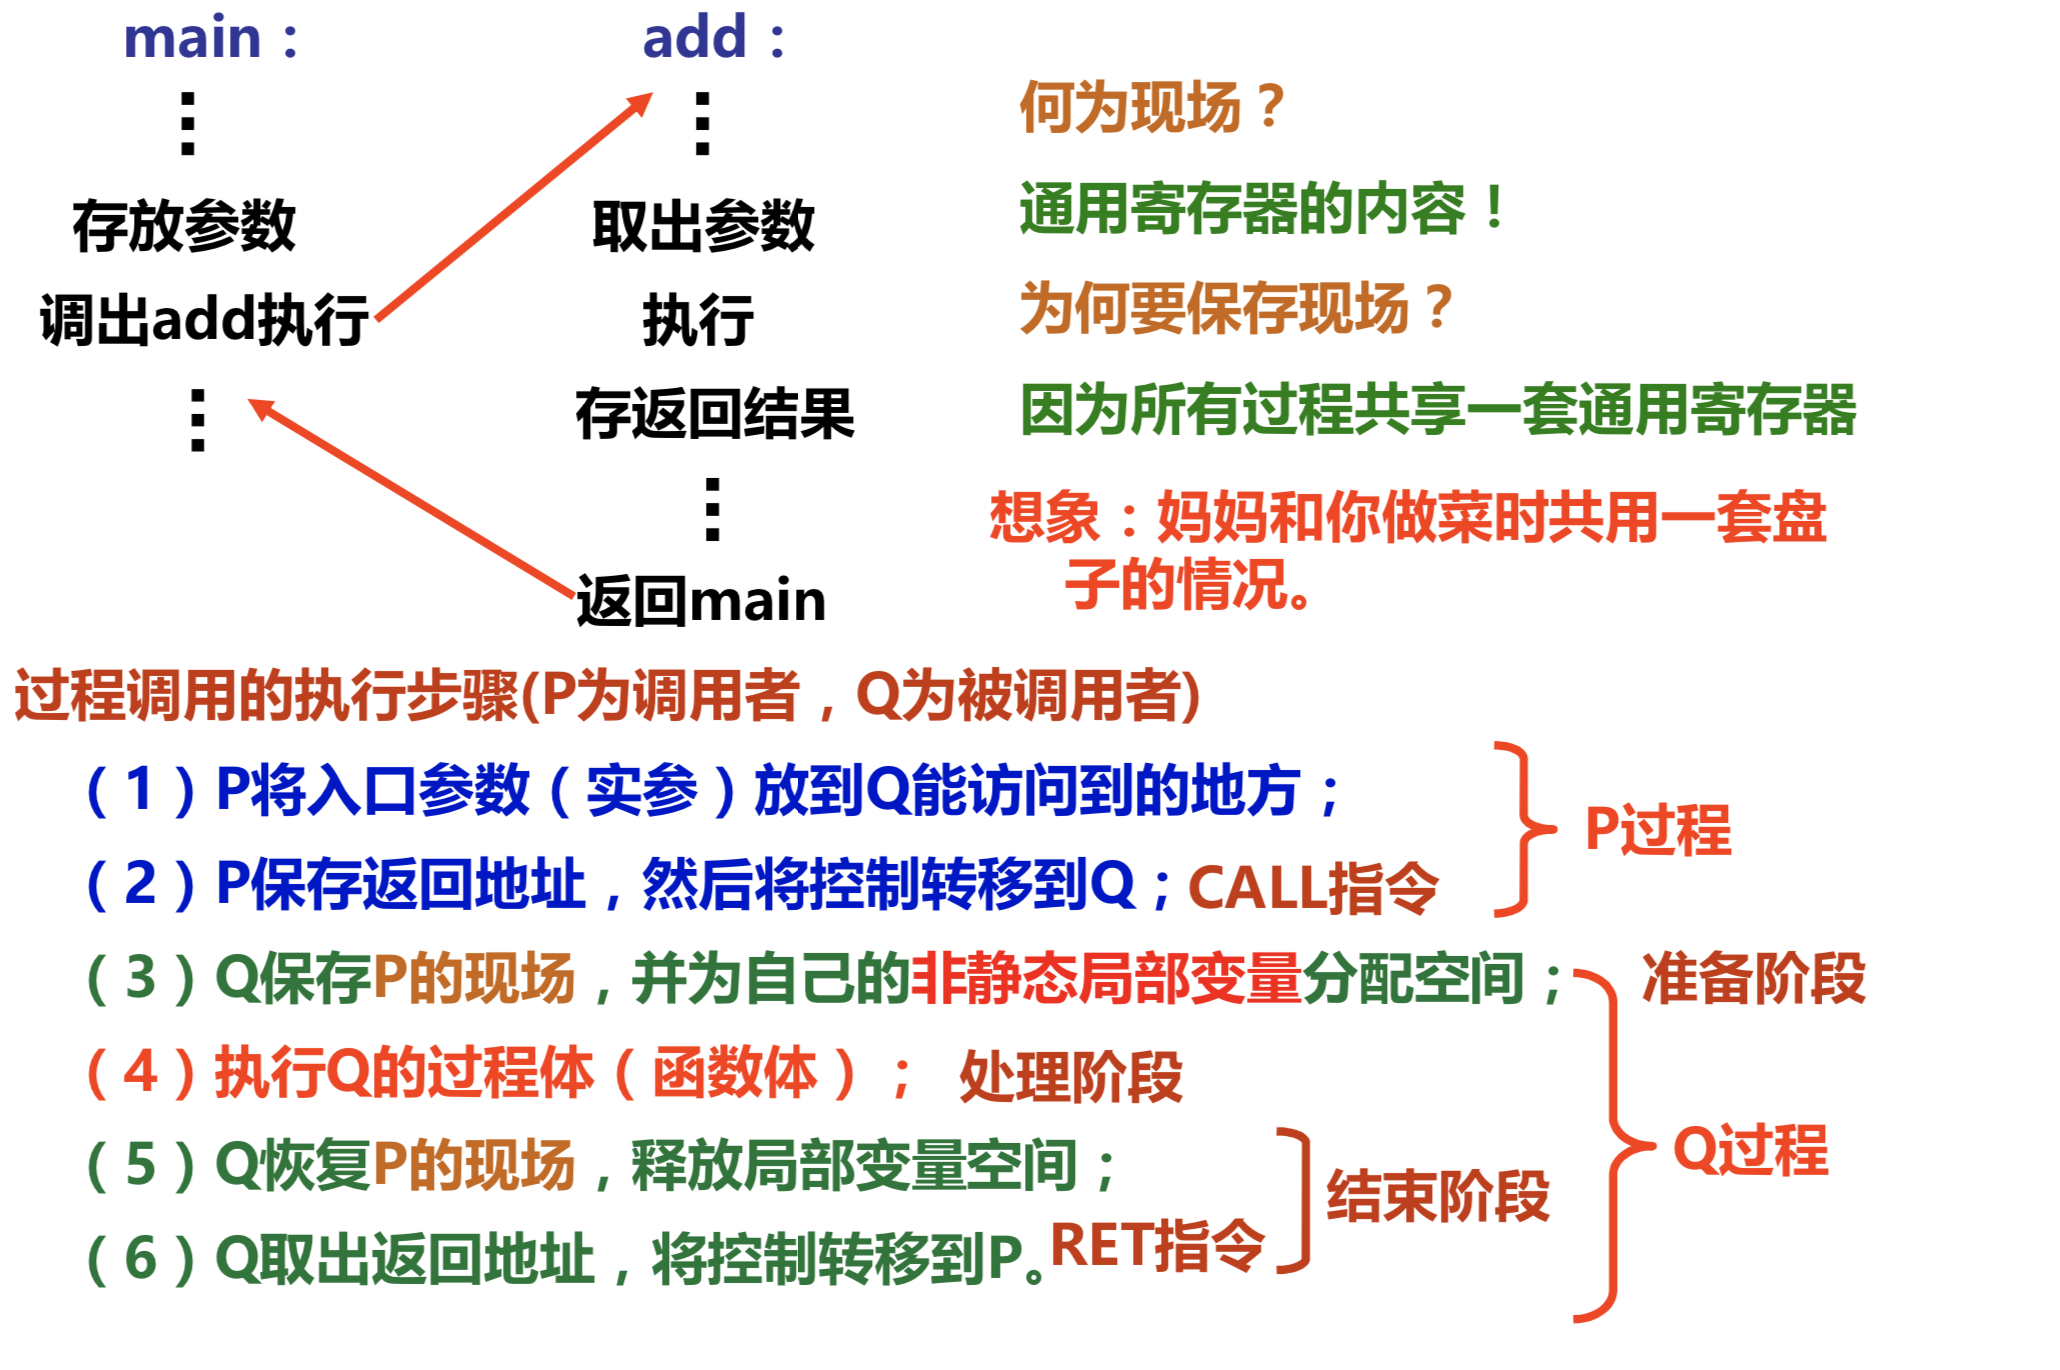 main：
⋮
存放参数
调出add执行
⋮
add：
⋮
取出参数
执行
存返回结果
⋮
返回main
何为现场？
通用寄存器的内容！
为何要保存现场？
因为所有过程共享一套通用寄存器
想象：妈妈和你做菜时共用一套盘
子的情况。
过程调用的执行步骤(P为调用者，Q为被调用者)
（1）P将入口参数（实参）放到Q能访问到的地方；
（2）P保存返回地址，然后将控制转移到Q；CALL指令
P过程
（3）Q保存P的现场，并为自己的非静态局部变量分配空间； 准备阶段
（4）执行Q的过程体（函数体）； 处理阶段
（5）Q恢复P的现场，释放局部变量空间；
（6）Q取出返回地址，将控制转移到P。RET指令
结束阶段
Q过程